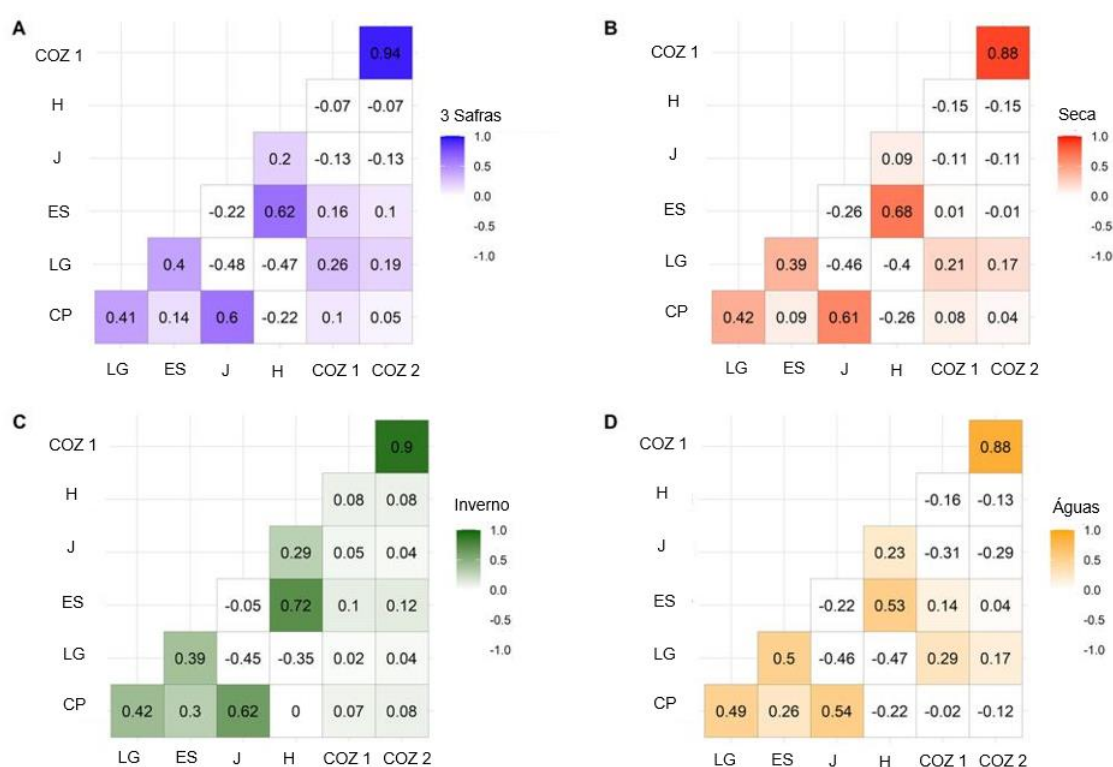 A
COZ 1
0.94
H
-0.07 -0.07
J
0.2 -0.13 -0.13
ES
-0.22 0.62 0.16 0.1
LG
0.4 -0.48 -0.47 0.26 0.19
CP
0.41 0.14 0.6 -0.22 0.1 0.05
LG ES J H COZ 1 COZ 2
3 Safras
1.0
0.5
0.0
-0.5
-1.0
B
COZ 1
0.88
H
-0.15 -0.15
J
0.09 -0.11 -0.11
ES
-0.26 0.68 0.01 -0.01
LG
0.39 -0.46 -0.4 0.21 0.17
CP
0.42 0.09 0.61 -0.26 0.08 0.04
LG ES J H COZ 1 COZ 2
Seca
1.0
0.5
0.0
-0.5
-1.0
C
COZ 1
0.9
H
0.08 0.08
J
0.29 0.05 0.04
ES
-0.05 0.72 0.1 0.12
LG
0.39 -0.45 -0.35 0.02 0.04
CP
0.42 0.3 0.62 0 0.07 0.08
LG ES J H COZ 1 COZ 2
Inverno
1.0
0.5
0.0
-0.5
-1.0
D
COZ 1
0.88
H
-0.16 -0.13
J
0.23 -0.31 -0.29
ES
-0.22 0.53 0.14 0.04
LG
0.5 -0.46 -0.47 0.29 0.17
CP
0.49 0.26 0.54 -0.22 -0.02 -0.12
LG ES J H COZ 1 COZ 2
Águas
1.0
0.5
0.0
-0.5
-1.0